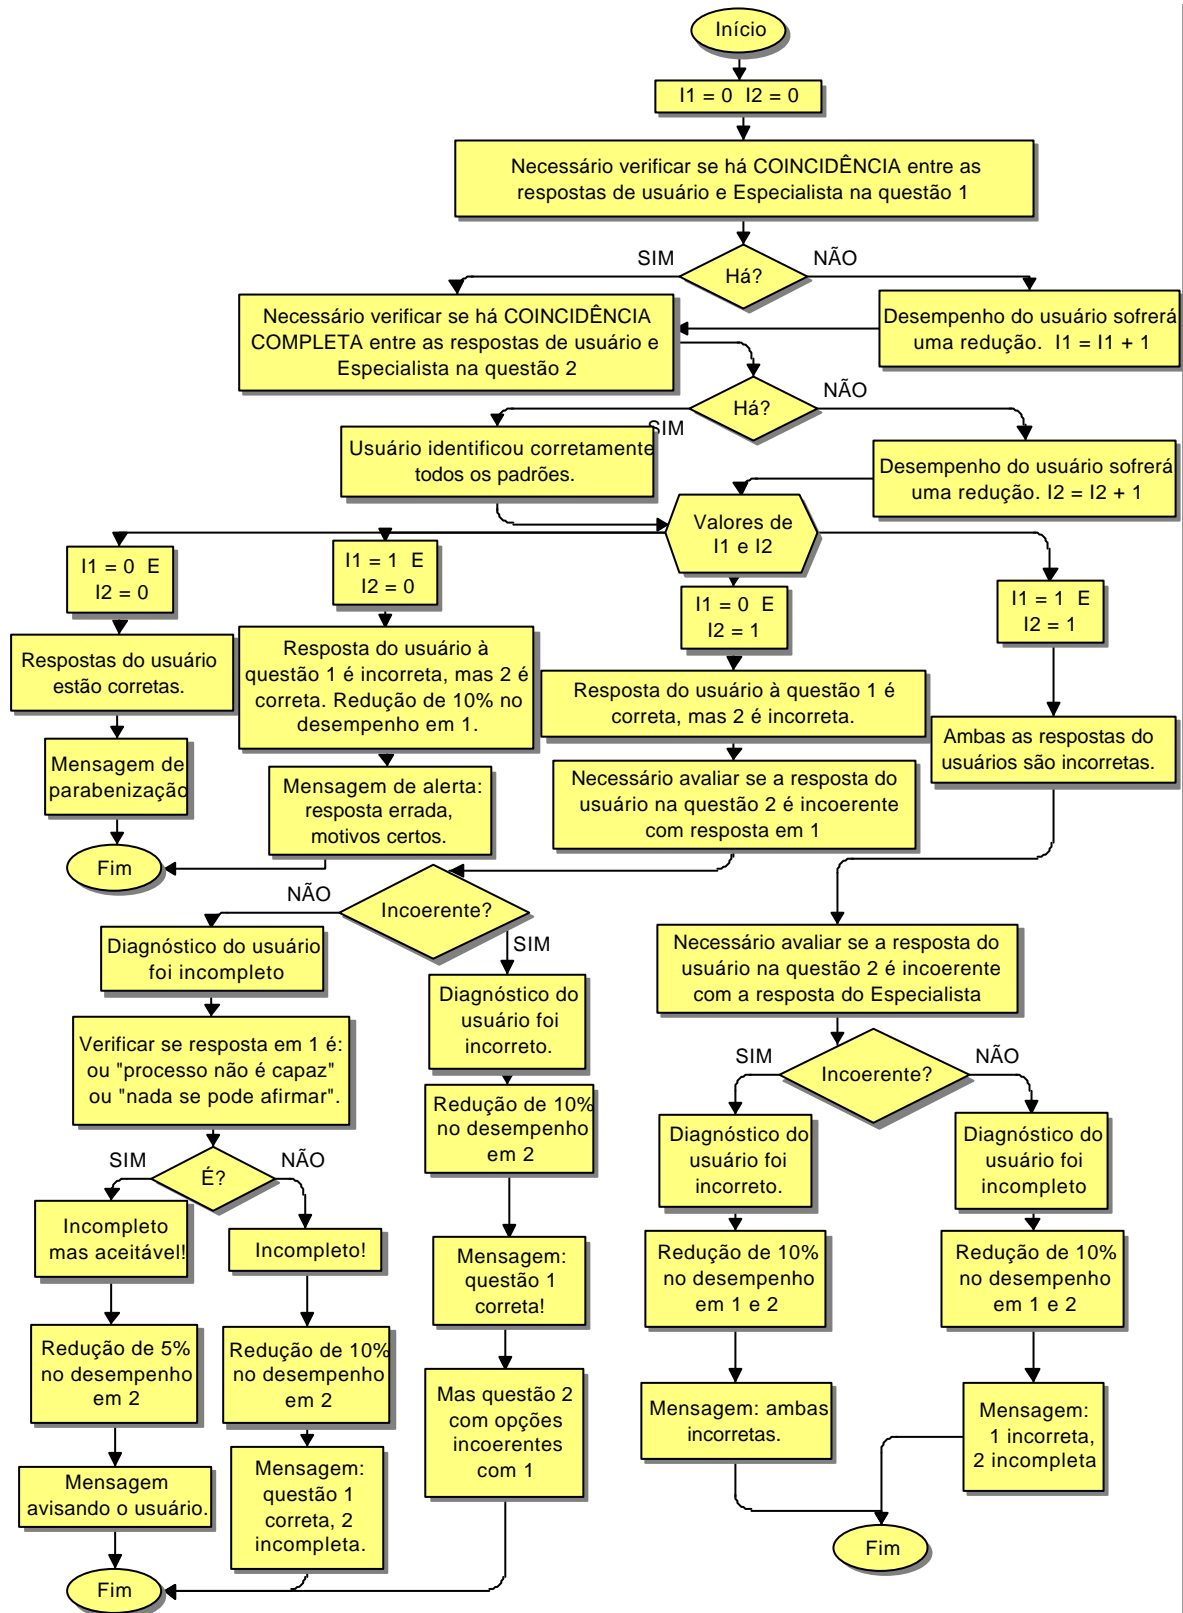 Início
I1 = 0  I2 = 0
Necessário verificar se há COINCIDÊNCIA entre as
respostas de usuário e Especialista na questão 1
SIM
Há?
NÃO
Necessário verificar se há COINCIDÊNCIA
COMPLETA entre as respostas de usuário e
Especialista na questão 2
Desempenho do usuário sofrerá
uma redução.  I1 = I1 + 1
Há?
NÃO
SIM
Usuário identificou corretamente
todos os padrões.
Desempenho do usuário sofrerá
uma redução. I2 = I2 + 1
Valores de
I1 e I2
I1 = 0  E
I2 = 0
I1 = 1  E
I2 = 0
I1 = 0  E
I2 = 1
I1 = 1  E
I2 = 1
Respostas do usuário
estão corretas.
Resposta do usuário à
questão 1 é incorreta, mas 2 é
correta. Redução de 10% no
desempenho em 1.
Resposta do usuário à questão 1 é
correta, mas 2 é incorreta.
Ambas as respostas do
usuários são incorretas.
Mensagem de
parabenização
Mensagem de alerta:
resposta errada,
motivos certos.
Necessário avaliar se a resposta do
usuário na questão 2 é incoerente
com resposta em 1
Fim
NÃO
Incoerente?
SIM
Diagnóstico do usuário
foi incompleto
Necessário avaliar se a resposta do
usuário na questão 2 é incoerente
com a resposta do Especialista
Diagnóstico do
usuário foi
incorreto.
Verificar se resposta em 1 é:
ou "processo não é capaz"
ou "nada se pode afirmar".
SIM
Incoerente?
NÃO
Redução de 10%
no desempenho
em 2
Diagnóstico do
usuário foi
incorreto.
Diagnóstico do
usuário foi
incompleto
SIM
É?
NÃO
Incompleto
mas aceitável!
Incompleto!
Mensagem:
questão 1
correta!
Redução de 10%
no desempenho
em 1 e 2
Redução de 10%
no desempenho
em 1 e 2
Redução de 5%
no desempenho
em 2
Redução de 10%
no desempenho
em 2
Mas questão 2
com opções
incoerentes
com 1
Mensagem: ambas
incorretas.
Mensagem:
1 incorreta,
2 incompleta
Mensagem
avisando o usuário.
Mensagem:
questão 1
correta, 2
incompleta.
Fim
Fim